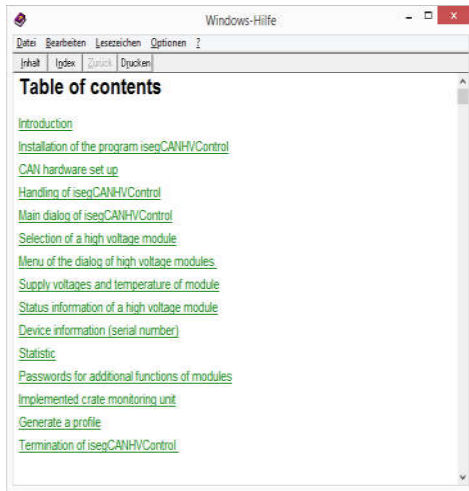 Windows-Hilfe
Datei Bearbeiten Lesezeichen Optionen ?
Inhalt Index Zurück Drucken
Table of contents
Introduction
Installation of the program isegCANHVControl
CAN hardware set up
Handling of isegCANHVControl
Main dialog of isegCANHVControl
Selection of a high voltage module
Menu of the dialog of high voltage modules
Supply voltages and temperature of module
Status information of a high voltage module
Device information (serial number)
Statistic
Passwords for additional functions of modules
Implemented crate monitoring unit
Generate a profile
Termination of isegCANHVControl